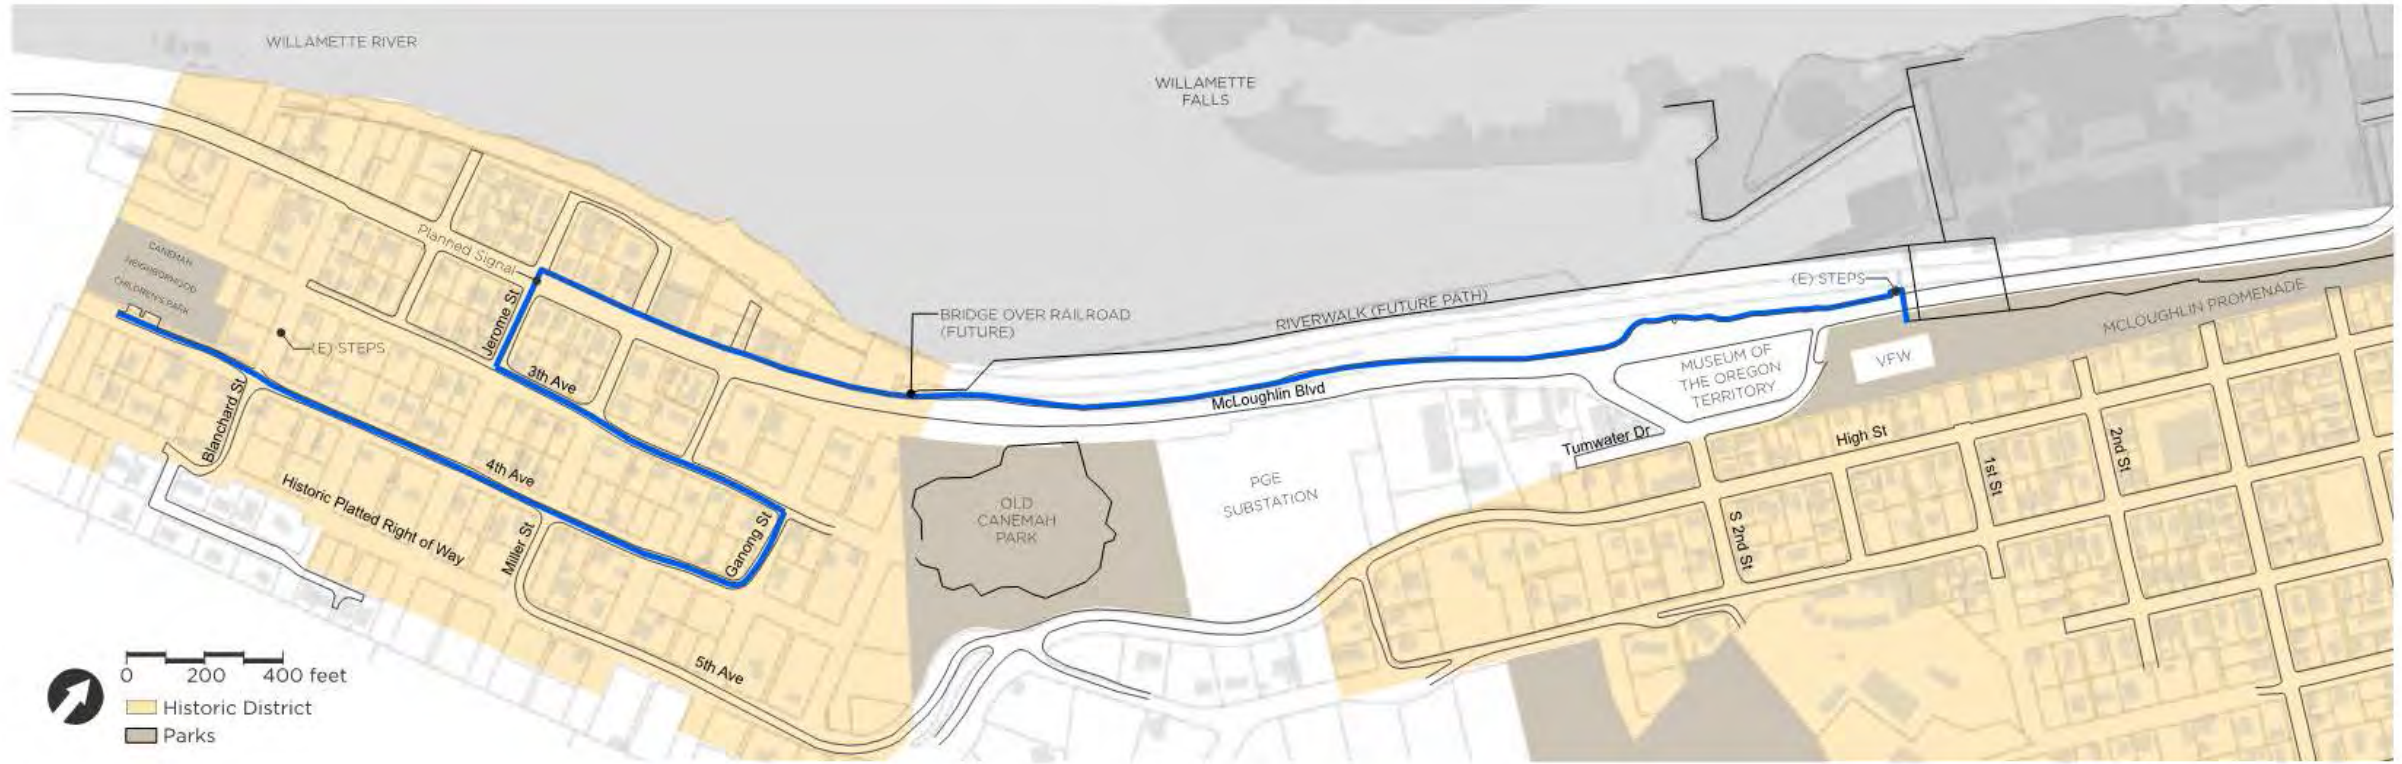 WILLAMETTE RIVER
WILLAMETTE
FALLS
Planned Signal
CANEMAH
NEIGHBORHOOD
CHILDREN'S PARK
(E) STEPS
Jerome St
3th Ave
BRIDGE OVER RAILROAD
(FUTURE)
RIVERWALK (FUTURE PATH)
(E) STEPS
MCLOUGHLIN PROMENADE
MUSEUM OF
THE OREGON
TERRITORY
VFW
McLoughlin Blvd
Tumwater Dr
High St
1st St
2nd St
S 2nd St
Blanchard St
4th Ave
Historic Platted Right of Way
Miller St
Ganong St
5th Ave
OLD
CANEMAH
PARK
PGE
SUBSTATION
0 200 400 feet
Historic District
Parks